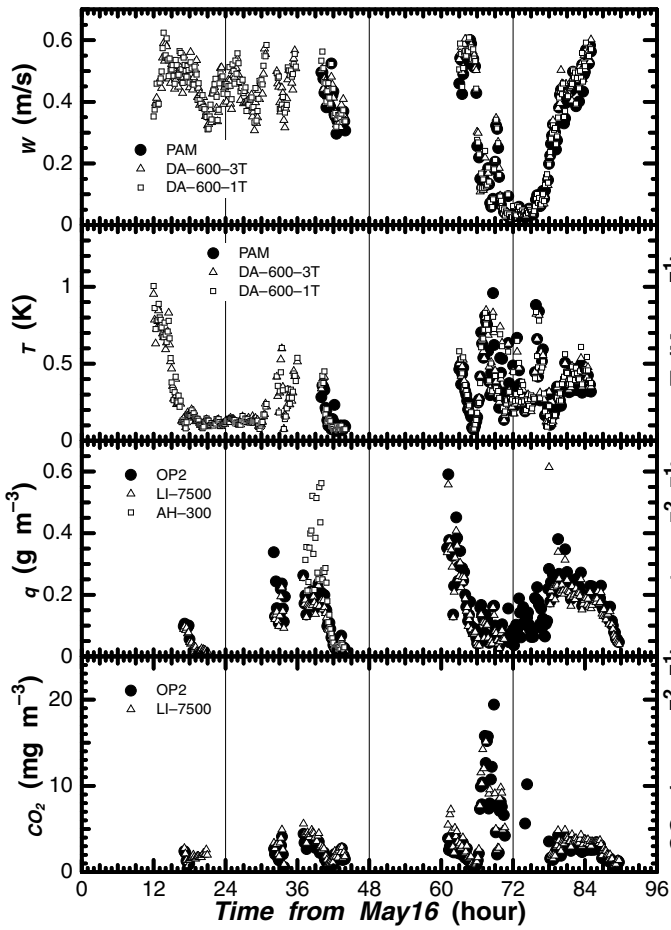 0.6
0.4
0.2
0
W (m/s)
PAM
DA−600−3T
DA−600−1T
1
0.5
0
T (K)
PAM
DA−600−3T
DA−600−1T
0.6
0.4
0.2
0
q (g m−3)
OP2
LI−7500
AH−300
20
10
0
CO2 (mg m−3)
OP2
LI−7500
0 12 24 36 48 60 72 84 96
Time from May16 (hour)